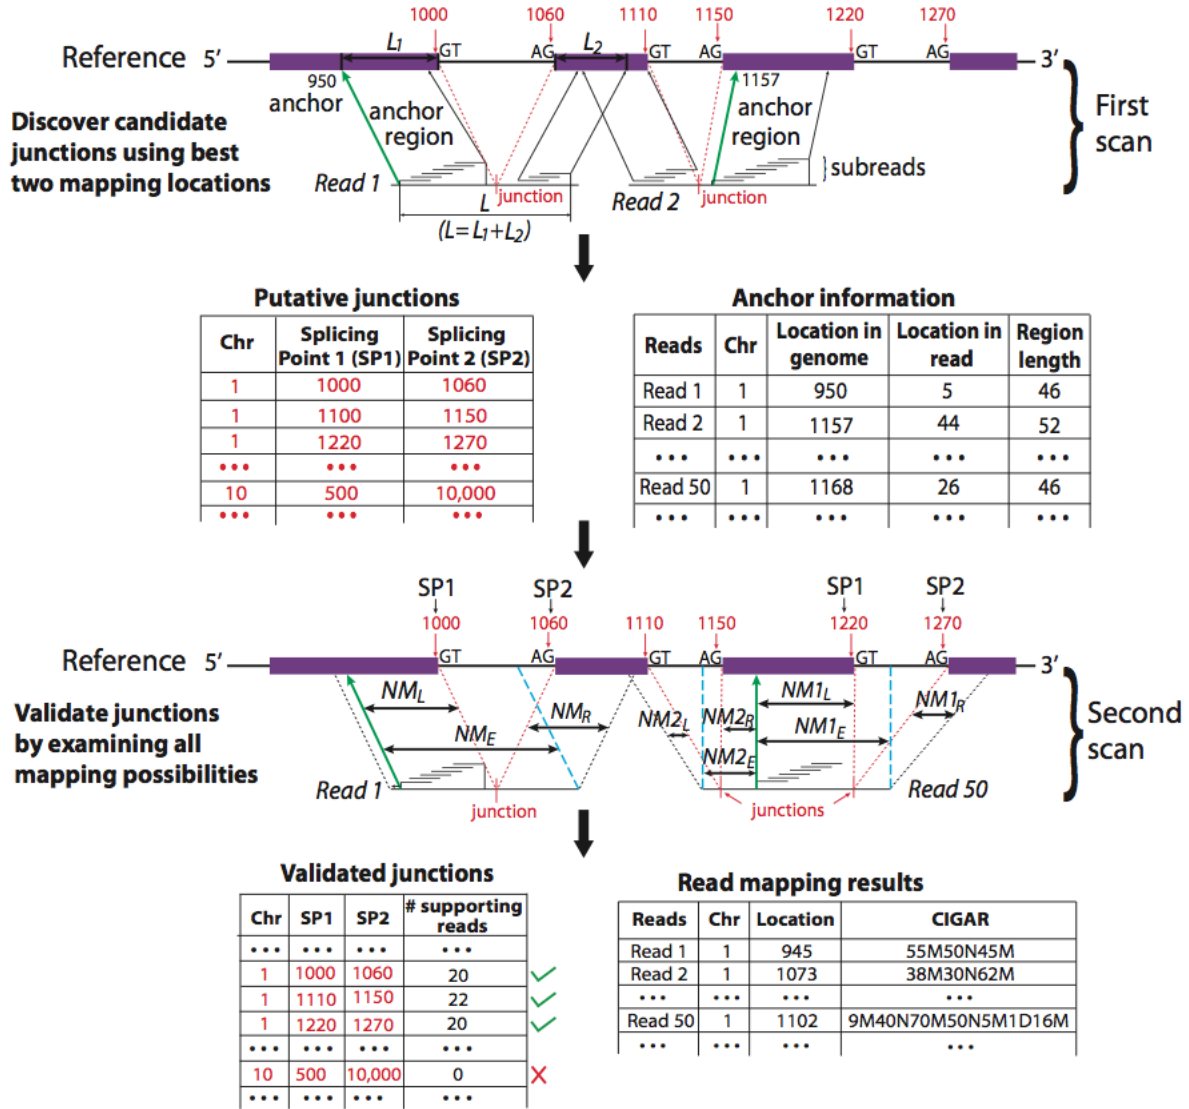 1000 1060 1110 1150 1220 1270
Reference 5' L1 GT AG L2 GT AG GT AG 3'
950 1157
anchor anchor region anchor region
Discover candidate
junctions using best
two mapping locations
First
scan
Read 1 junction Read 2 junction subreads
L
(L=L1+L2)
Putative junctions
Chr Splicing Point 1 (SP1) Splicing Point 2 (SP2)
1 1000 1060
1 1100 1150
1 1220 1270
••• ••• •••
10 500 10,000
••• ••• •••
Anchor information
Reads Chr Location in genome Location in read Region length
Read 1 1 950 5 46
Read 2 1 1157 44 52
••• ••• ••• ••• •••
Read 50 1 1168 26 46
••• ••• ••• ••• •••
SP1 SP2 SP1 SP2
1000 1060 1110 1150 1220 1270
Reference 5' GT AG GT AG GT AG 3'
NML NMR NM2L NM2R NM1L NM1R
NME NM2E NM1E
Validate junctions
by examining all
mapping possibilities
Second
scan
Read 1 junction junctions Read 50
Validated junctions
Chr SP1 SP2 # supporting reads
••• ••• ••• •••
1 1000 1060 20 ✓
1 1110 1150 22 ✓
1 1220 1270 20 ✓
••• ••• ••• •••
10 500 10,000 0 X
••• ••• ••• •••
Read mapping results
Reads Chr Location CIGAR
Read 1 1 945 55M50N45M
Read 2 1 1073 38M30N62M
••• ••• ••• •••
Read 50 1 1102 9M40N70M50N5M1D16M
••• ••• ••• •••